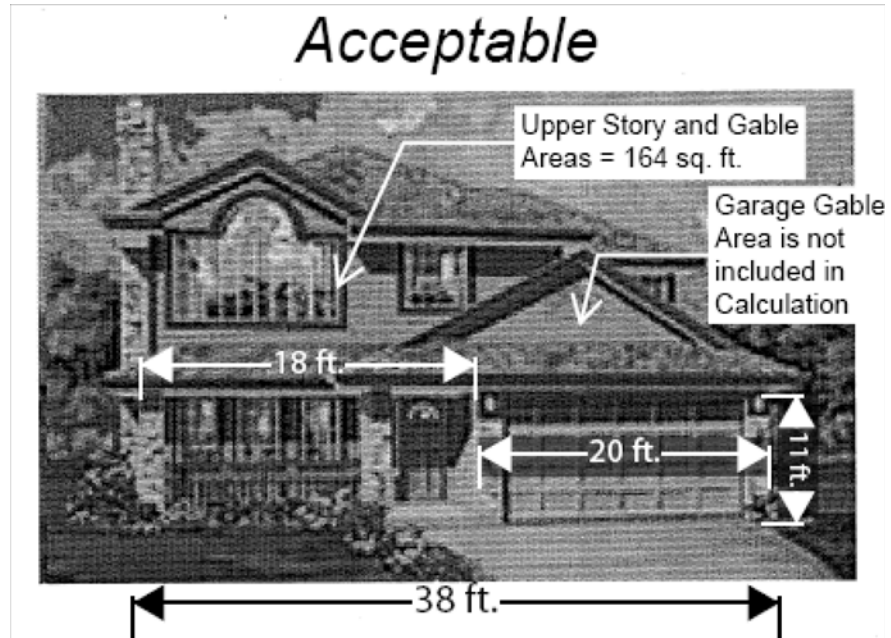 Acceptable
Upper Story and Gable
Areas = 164 sq. ft.
Garage Gable
Area is not
included in
Calculation
18 ft.
20 ft.
11 ft.
38 ft.